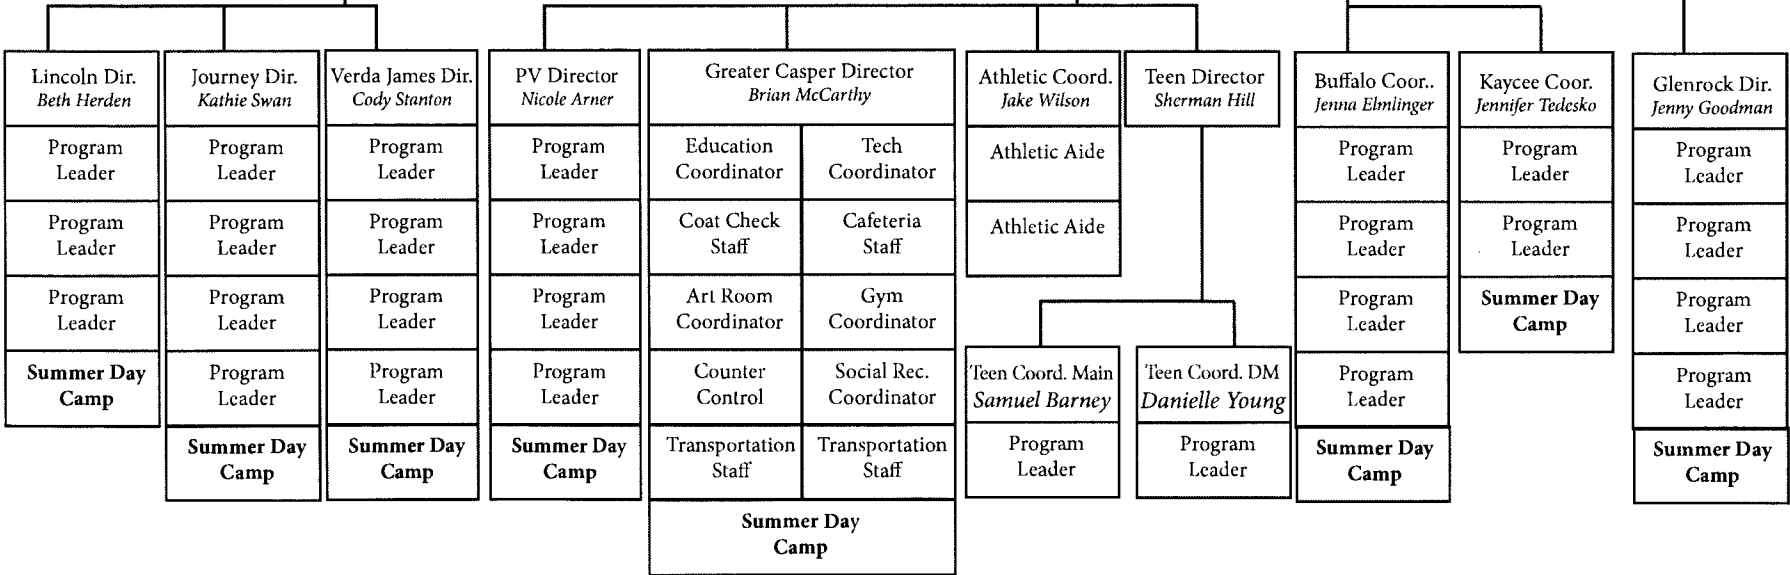 Lincoln Dir.
Beth Herden
Program
Leader
Program
Leader
Program
Leader
Summer Day
Camp
Journey Dir.
Kathie Swan
Program
Leader
Program
Leader
Program
Leader
Program
Leader
Summer Day
Camp
Verda James Dir.
Cody Stanton
Program
Leader
Program
Leader
Program
Leader
Program
Leader
Summer Day
Camp
PV Director
Nicole Arner
Program
Leader
Program
Leader
Program
Leader
Program
Leader
Summer Day
Camp
Greater Casper Director
Brian McCarthy
Education
Coordinator
Tech
Coordinator
Coat Check
Staff
Cafeteria
Staff
Art Room
Coordinator
Gym
Coordinator
Counter
Control
Social Rec.
Coordinator
Transportation
Staff
Transportation
Staff
Summer Day
Camp
Athletic Coord.
Jake Wilson
Athletic Aide
Athletic Aide
Teen Director
Sherman Hill
Teen Coord. Main
Samuel Barney
Program
Leader
Teen Coord. DM
Danielle Young
Program
Leader
Buffalo Coor..
Jenna Elmlinger
Program
Leader
Program
Leader
Program
Leader
Program
Leader
Summer Day
Camp
Kaycee Coor.
Jennifer Tedesko
Program
Leader
Program
Leader
Summer Day
Camp
Glenrock Dir.
Jenny Goodman
Program
Leader
Program
Leader
Program
Leader
Program
Leader
Summer Day
Camp